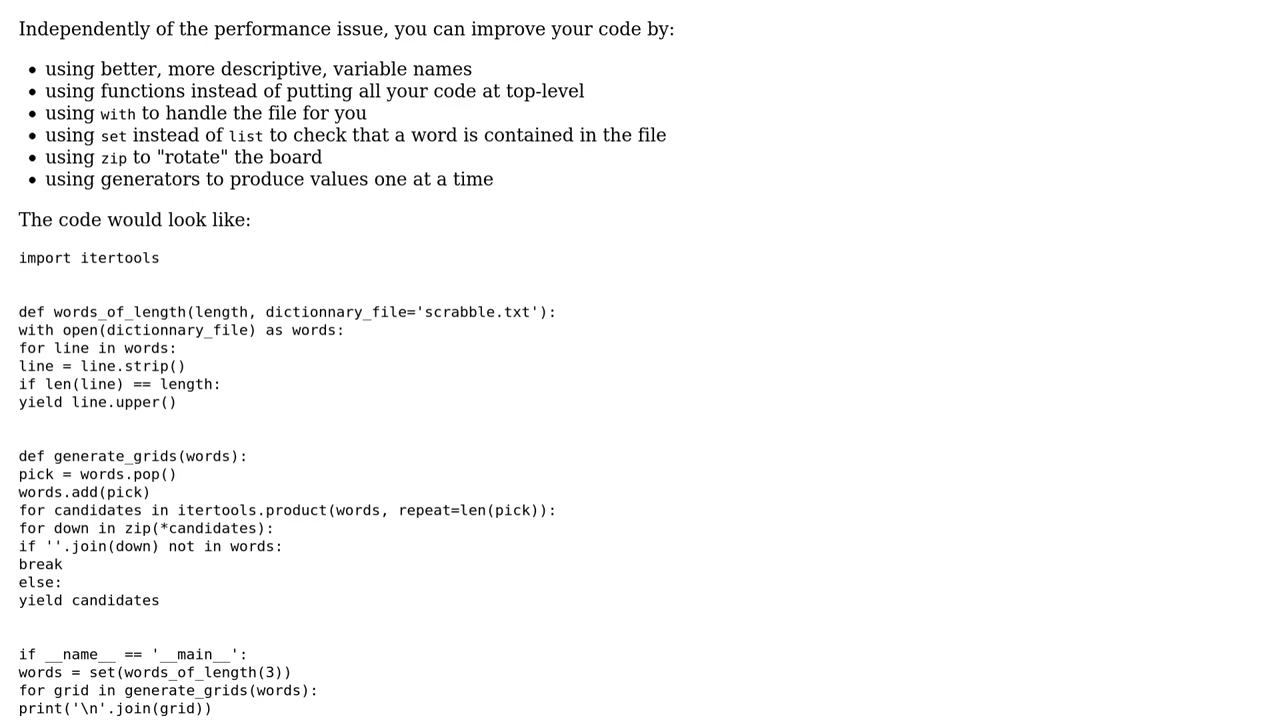 Independently of the performance issue, you can improve your code by:
• using better, more descriptive, variable names
• using functions instead of putting all your code at top-level
• using with to handle the file for you
• using set instead of list to check that a word is contained in the file
• using zip to "rotate" the board
• using generators to produce values one at a time
The code would look like:
import itertools
def words_of_length(length, dictionnary_file='scrabble.txt'):
with open(dictionnary_file) as words:
for line in words:
line = line.strip()
if len(line) == length:
yield line.upper()
def generate_grids(words):
pick = words.pop()
words.add(pick)
for candidates in itertools.product(words, repeat=len(pick)):
for down in zip(*candidates):
if ''.join(down) not in words:
break
else:
yield candidates
if __name__ == '__main__':
words = set(words_of_length(3))
for grid in generate_grids(words):
print('\n'.join(grid))